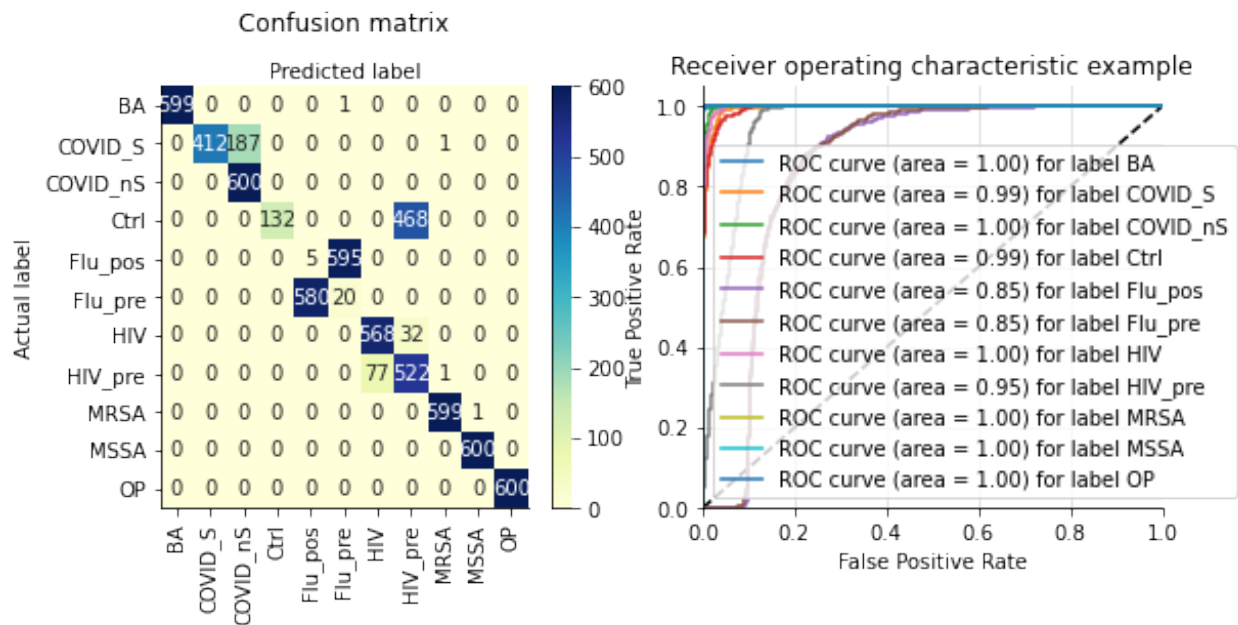 Confusion matrix
Predicted label
Actual label
BA 599 0 0 0 0 1 0 0 0 0 0
COVID_S 0 412 187 0 0 0 0 0 1 0 0
COVID_nS 0 0 600 0 0 0 0 0 0 0 0
Ctrl 0 0 0 132 0 0 0 468 0 0 0
Flu_pos 0 0 0 0 5 595 0 0 0 0 0
Flu_pre 0 0 0 0 580 20 0 0 0 0 0
HIV 0 0 0 0 0 0 568 32 0 0 0
HIV_pre 0 0 0 0 0 0 77 522 1 0 0
MRSA 0 0 0 0 0 0 0 0 599 1 0
MSSA 0 0 0 0 0 0 0 0 0 600 0
OP 0 0 0 0 0 0 0 0 0 0 600
BA COVID_S COVID_nS Ctrl Flu_pos Flu_pre HIV HIV_pre MRSA MSSA OP
600
500
400
300
200
100
0
Receiver operating characteristic example
True Positive Rate
1.0
0.8
0.6
0.4
0.2
0.0
ROC curve (area = 1.00) for label BA
ROC curve (area = 0.99) for label COVID_S
ROC curve (area = 1.00) for label COVID_nS
ROC curve (area = 0.99) for label Ctrl
ROC curve (area = 0.85) for label Flu_pos
ROC curve (area = 0.85) for label Flu_pre
ROC curve (area = 1.00) for label HIV
ROC curve (area = 0.95) for label HIV_pre
ROC curve (area = 1.00) for label MRSA
ROC curve (area = 1.00) for label MSSA
ROC curve (area = 1.00) for label OP
0.0 0.2 0.4 0.6 0.8 1.0
False Positive Rate